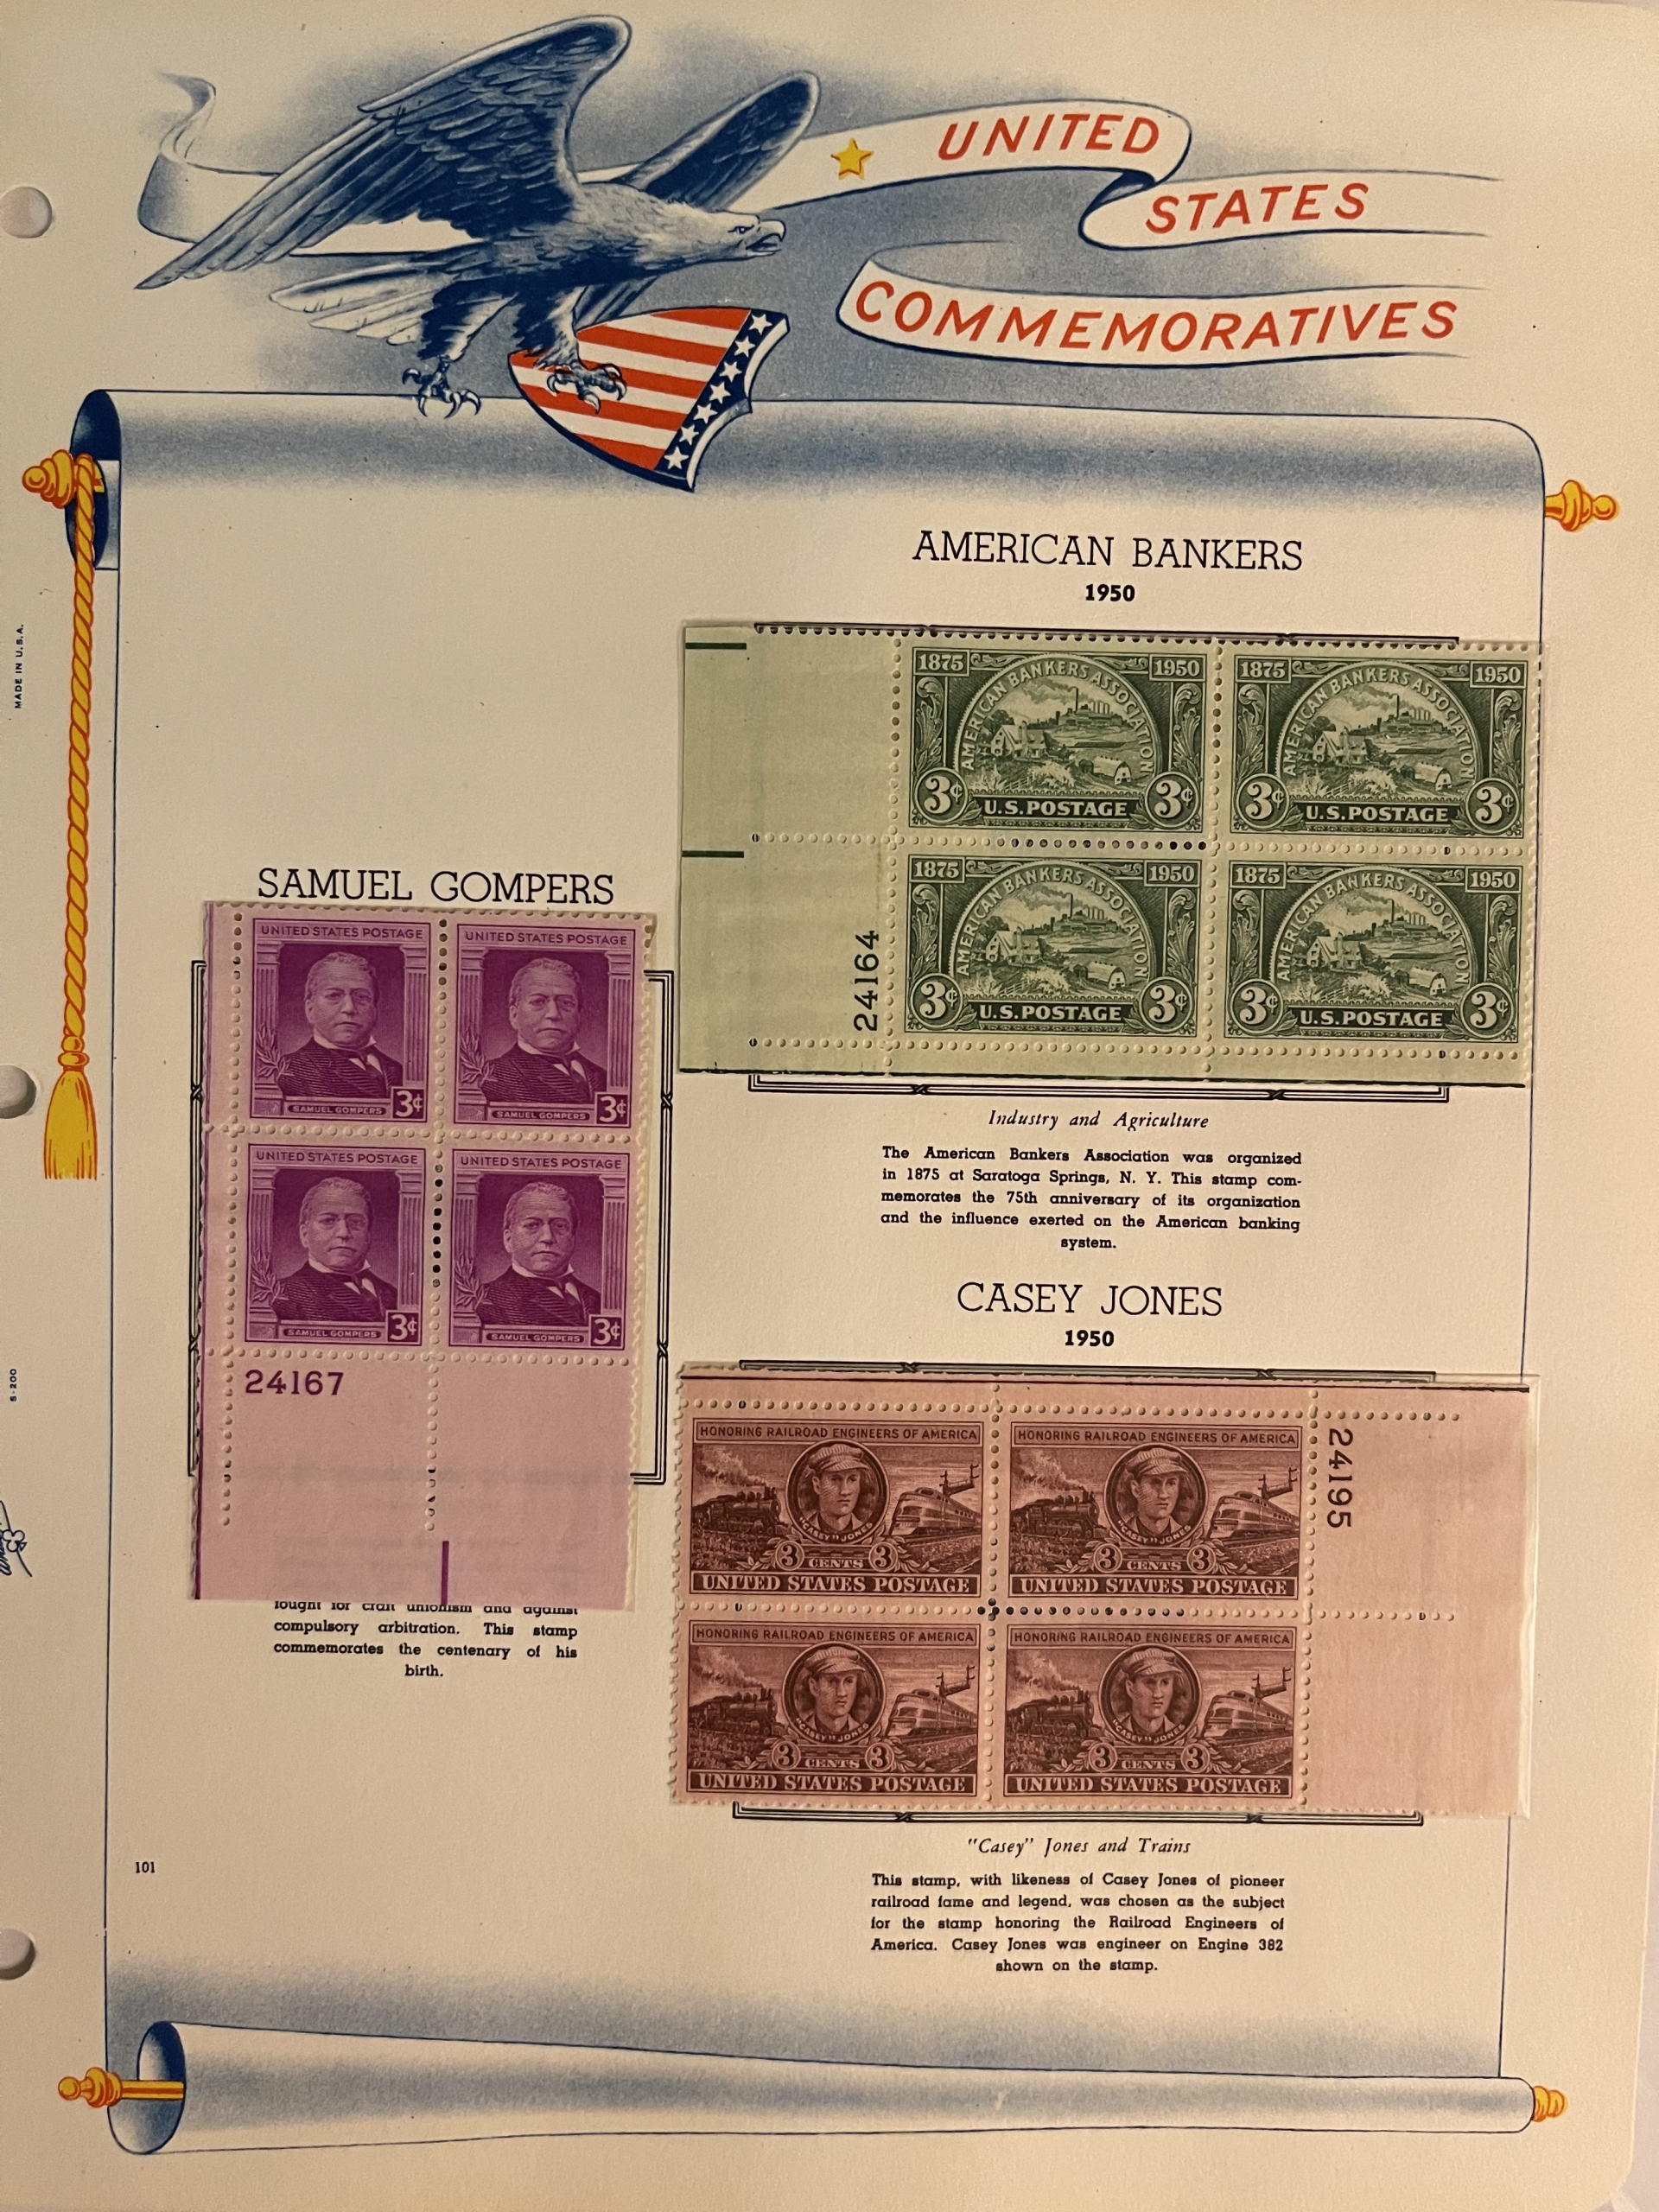 UNITED
STATES
COMMEMORATIVES
MADE IN U.S.A.
S-200
AMERICAN BANKERS
1950
1875 1950
AMERICAN BANKERS ASSOCIATION
3¢ U.S. POSTAGE 3¢
1875 1950
AMERICAN BANKERS ASSOCIATION
3¢ U.S. POSTAGE 3¢
1875 1950
AMERICAN BANKERS ASSOCIATION
3¢ U.S. POSTAGE 3¢
1875 1950
AMERICAN BANKERS ASSOCIATION
3¢ U.S. POSTAGE 3¢
24164
Industry and Agriculture
The American Bankers Association was organized
in 1875 at Saratoga Springs, N. Y. This stamp com-
memorates the 75th anniversary of its organization
and the influence exerted on the American banking
system.
SAMUEL GOMPERS
UNITED STATES POSTAGE
SAMUEL GOMPERS 3¢
UNITED STATES POSTAGE
SAMUEL GOMPERS 3¢
UNITED STATES POSTAGE
SAMUEL GOMPERS 3¢
UNITED STATES POSTAGE
SAMUEL GOMPERS 3¢
24167
fought for craft unionism and against
compulsory arbitration. This stamp
commemorates the centenary of his
birth.
CASEY JONES
1950
HONORING RAILROAD ENGINEERS OF AMERICA
"CASEY" JONES
3 CENTS 3
UNITED STATES POSTAGE
HONORING RAILROAD ENGINEERS OF AMERICA
"CASEY" JONES
3 CENTS 3
UNITED STATES POSTAGE
HONORING RAILROAD ENGINEERS OF AMERICA
"CASEY" JONES
3 CENTS 3
UNITED STATES POSTAGE
HONORING RAILROAD ENGINEERS OF AMERICA
"CASEY" JONES
3 CENTS 3
UNITED STATES POSTAGE
24195
"Casey" Jones and Trains
This stamp, with likeness of Casey Jones of pioneer
railroad fame and legend, was chosen as the subject
for the stamp honoring the Railroad Engineers of
America. Casey Jones was engineer on Engine 382
shown on the stamp.
101